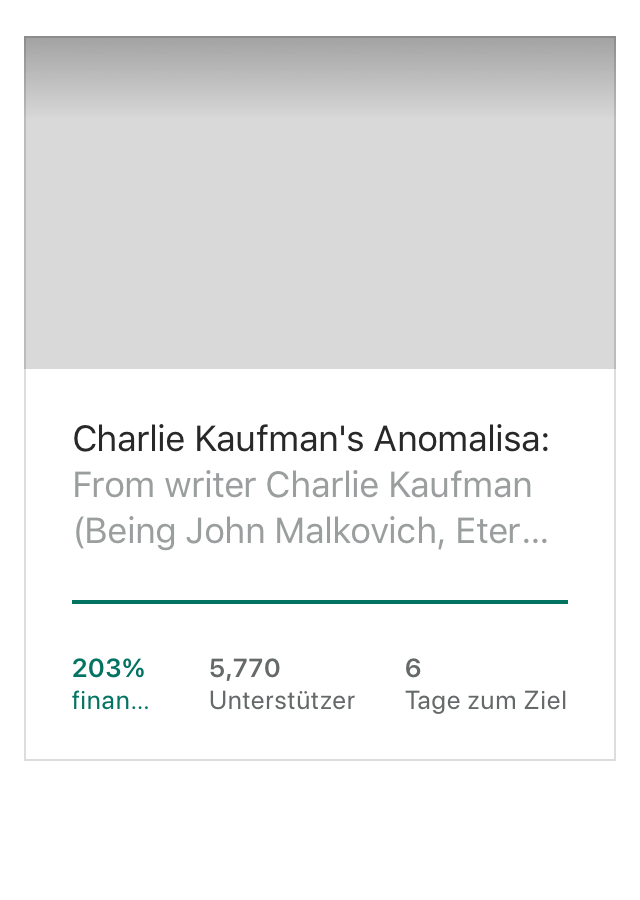 Charlie Kaufman's Anomalisa:
From writer Charlie Kaufman
(Being John Malkovich, Eter…
203%
finan…
5,770
Unterstützer
6
Tage zum Ziel